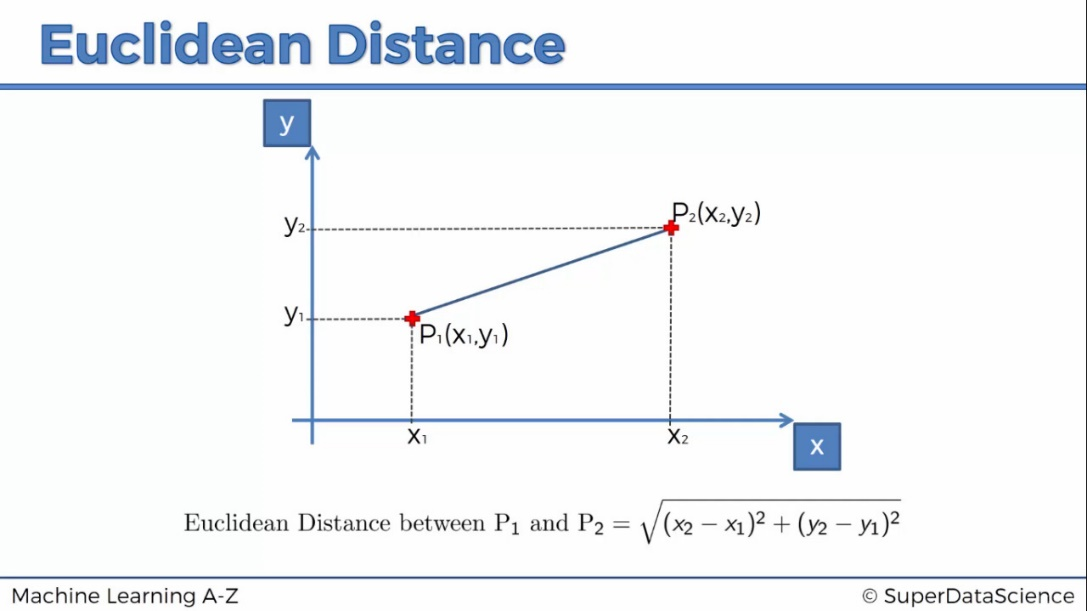 Euclidean Distance
y
y₂
P₂(x₂,y₂)
y₁
P₁(x₁,y₁)
x₁
x₂
x
Euclidean Distance between P₁ and P₂ = √(x₂ − x₁)² + (y₂ − y₁)²
Machine Learning A-Z
© SuperDataScience